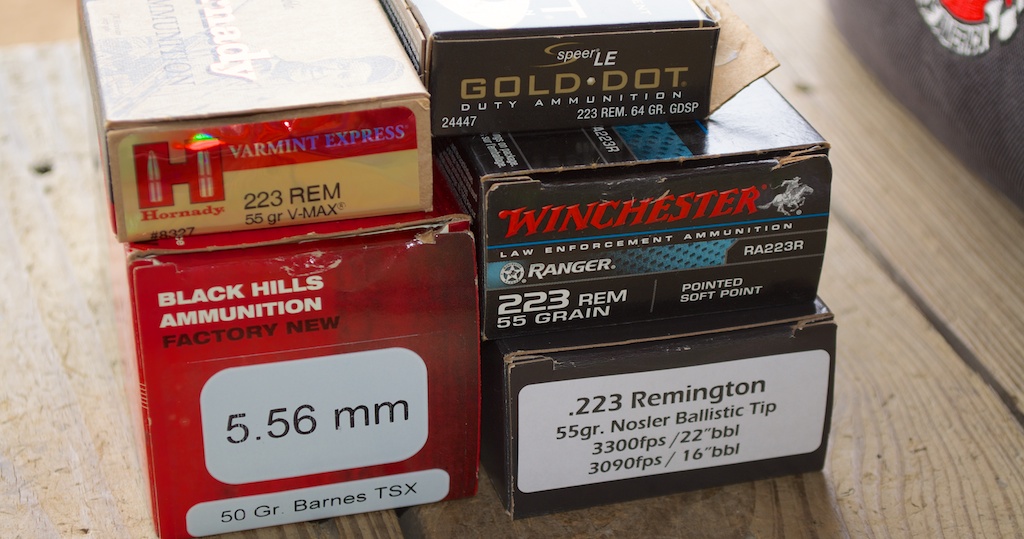 VARMINT EXPRESS®
H
Hornady®
223 REM
55 gr V-MAX®
#8327
speer LE
GOLD DOT
DUTY AMMUNITION
24447
223 REM. 64 GR. GDSP
RA223R
WINCHESTER
LAW ENFORCEMENT AMMUNITION
RANGER®
RA223R
223 REM
55 GRAIN
POINTED
SOFT POINT
BLACK HILLS
AMMUNITION
FACTORY NEW
5.56 mm
50 Gr. Barnes TSX
.223 Remington
55gr. Nosler Ballistic Tip
3300fps / 22"bbl
3090fps / 16"bbl